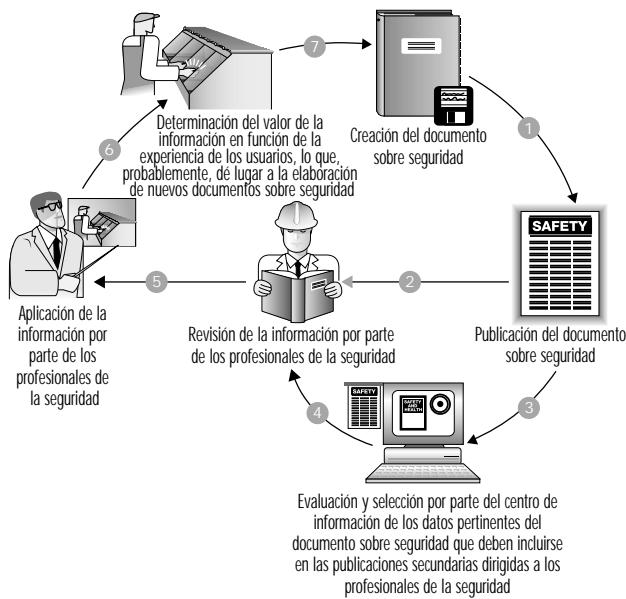 7
Creación del documento
sobre seguridad
1
SAFETY
Publicación del documento
sobre seguridad
2
3
SAFETY
SAFETY
AND
HEALTH
Evaluación y selección por parte del centro de
información de los datos pertinentes del
documento sobre seguridad que deben incluirse
en las publicaciones secundarias dirigidas a los
profesionales de la seguridad
4
Revisión de la información por parte
de los profesionales de la seguridad
5
Aplicación de la
información por
parte de los
profesionales de
la seguridad
6
Determinación del valor de la
información en función de la
experiencia de los usuarios, lo que,
probablemente, dé lugar a la elaboración
de nuevos documentos sobre seguridad